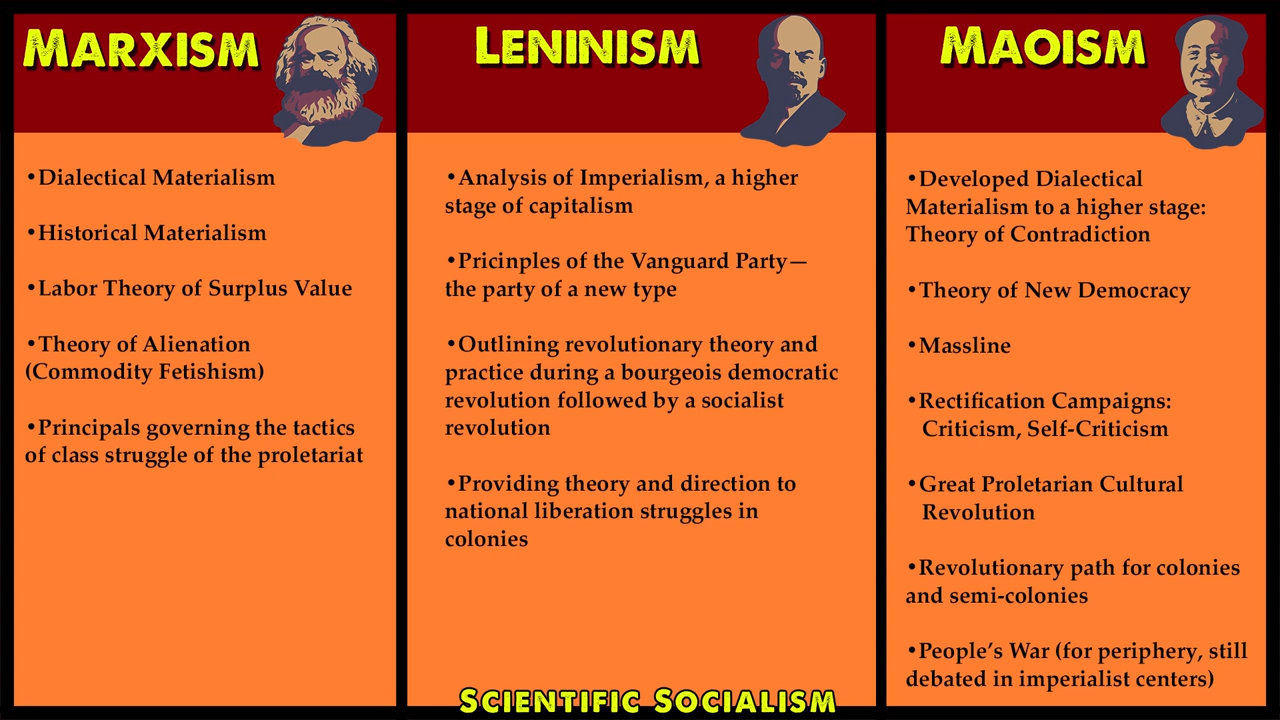 MARXISM
•Dialectical Materialism
•Historical Materialism
•Labor Theory of Surplus Value
•Theory of Alienation
(Commodity Fetishism)
•Principals governing the tactics
of class struggle of the proletariat
LENINISM
•Analysis of Imperialism, a higher
stage of capitalism
•Pricinples of the Vanguard Party—
the party of a new type
•Outlining revolutionary theory and
practice during a bourgeois democratic
revolution followed by a socialist
revolution
•Providing theory and direction to
national liberation struggles in
colonies
MAOISM
•Developed Dialectical
Materialism to a higher stage:
Theory of Contradiction
•Theory of New Democracy
•Massline
•Rectification Campaigns:
Criticism, Self-Criticism
•Great Proletarian Cultural
Revolution
•Revolutionary path for colonies
and semi-colonies
•People's War (for periphery, still
debated in imperialist centers)
SCIENTIFIC SOCIALISM